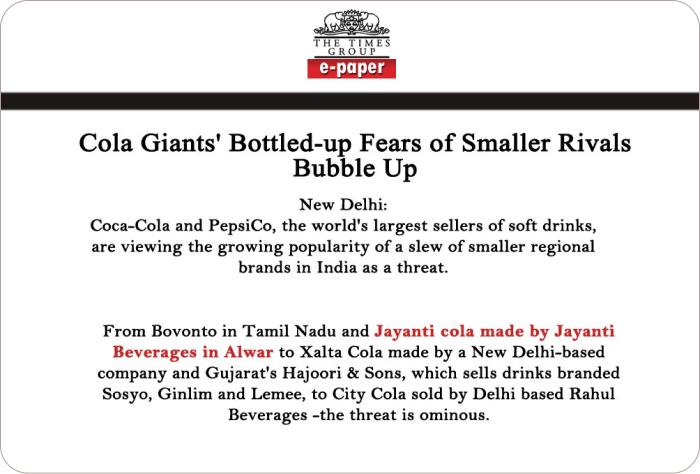 THE TIMES
GROUP
e-paper
Cola Giants' Bottled-up Fears of Smaller Rivals
Bubble Up
New Delhi:
Coca-Cola and PepsiCo, the world's largest sellers of soft drinks,
are viewing the growing popularity of a slew of smaller regional
brands in India as a threat.
From Bovonto in Tamil Nadu and Jayanti cola made by Jayanti
Beverages in Alwar to Xalta Cola made by a New Delhi-based
company and Gujarat's Hajoori & Sons, which sells drinks branded
Sosyo, Ginlim and Lemee, to City Cola sold by Delhi based Rahul
Beverages -the threat is ominous.